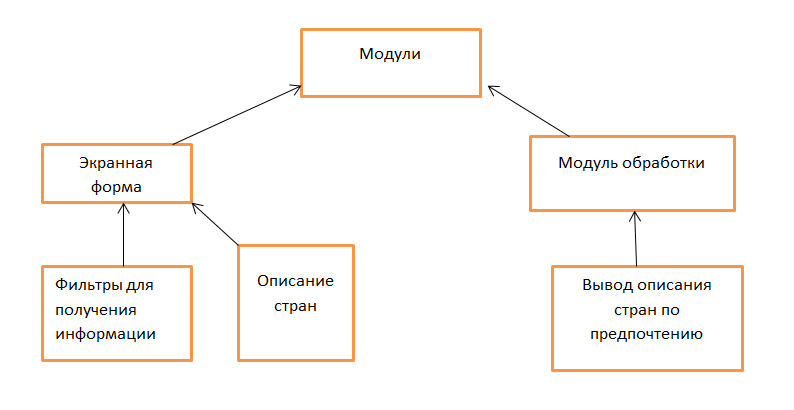 Модули
Экранная
форма
Модуль обработки
Фильтры для
получения
информации
Описание
стран
Вывод описания
стран по
предпочтению